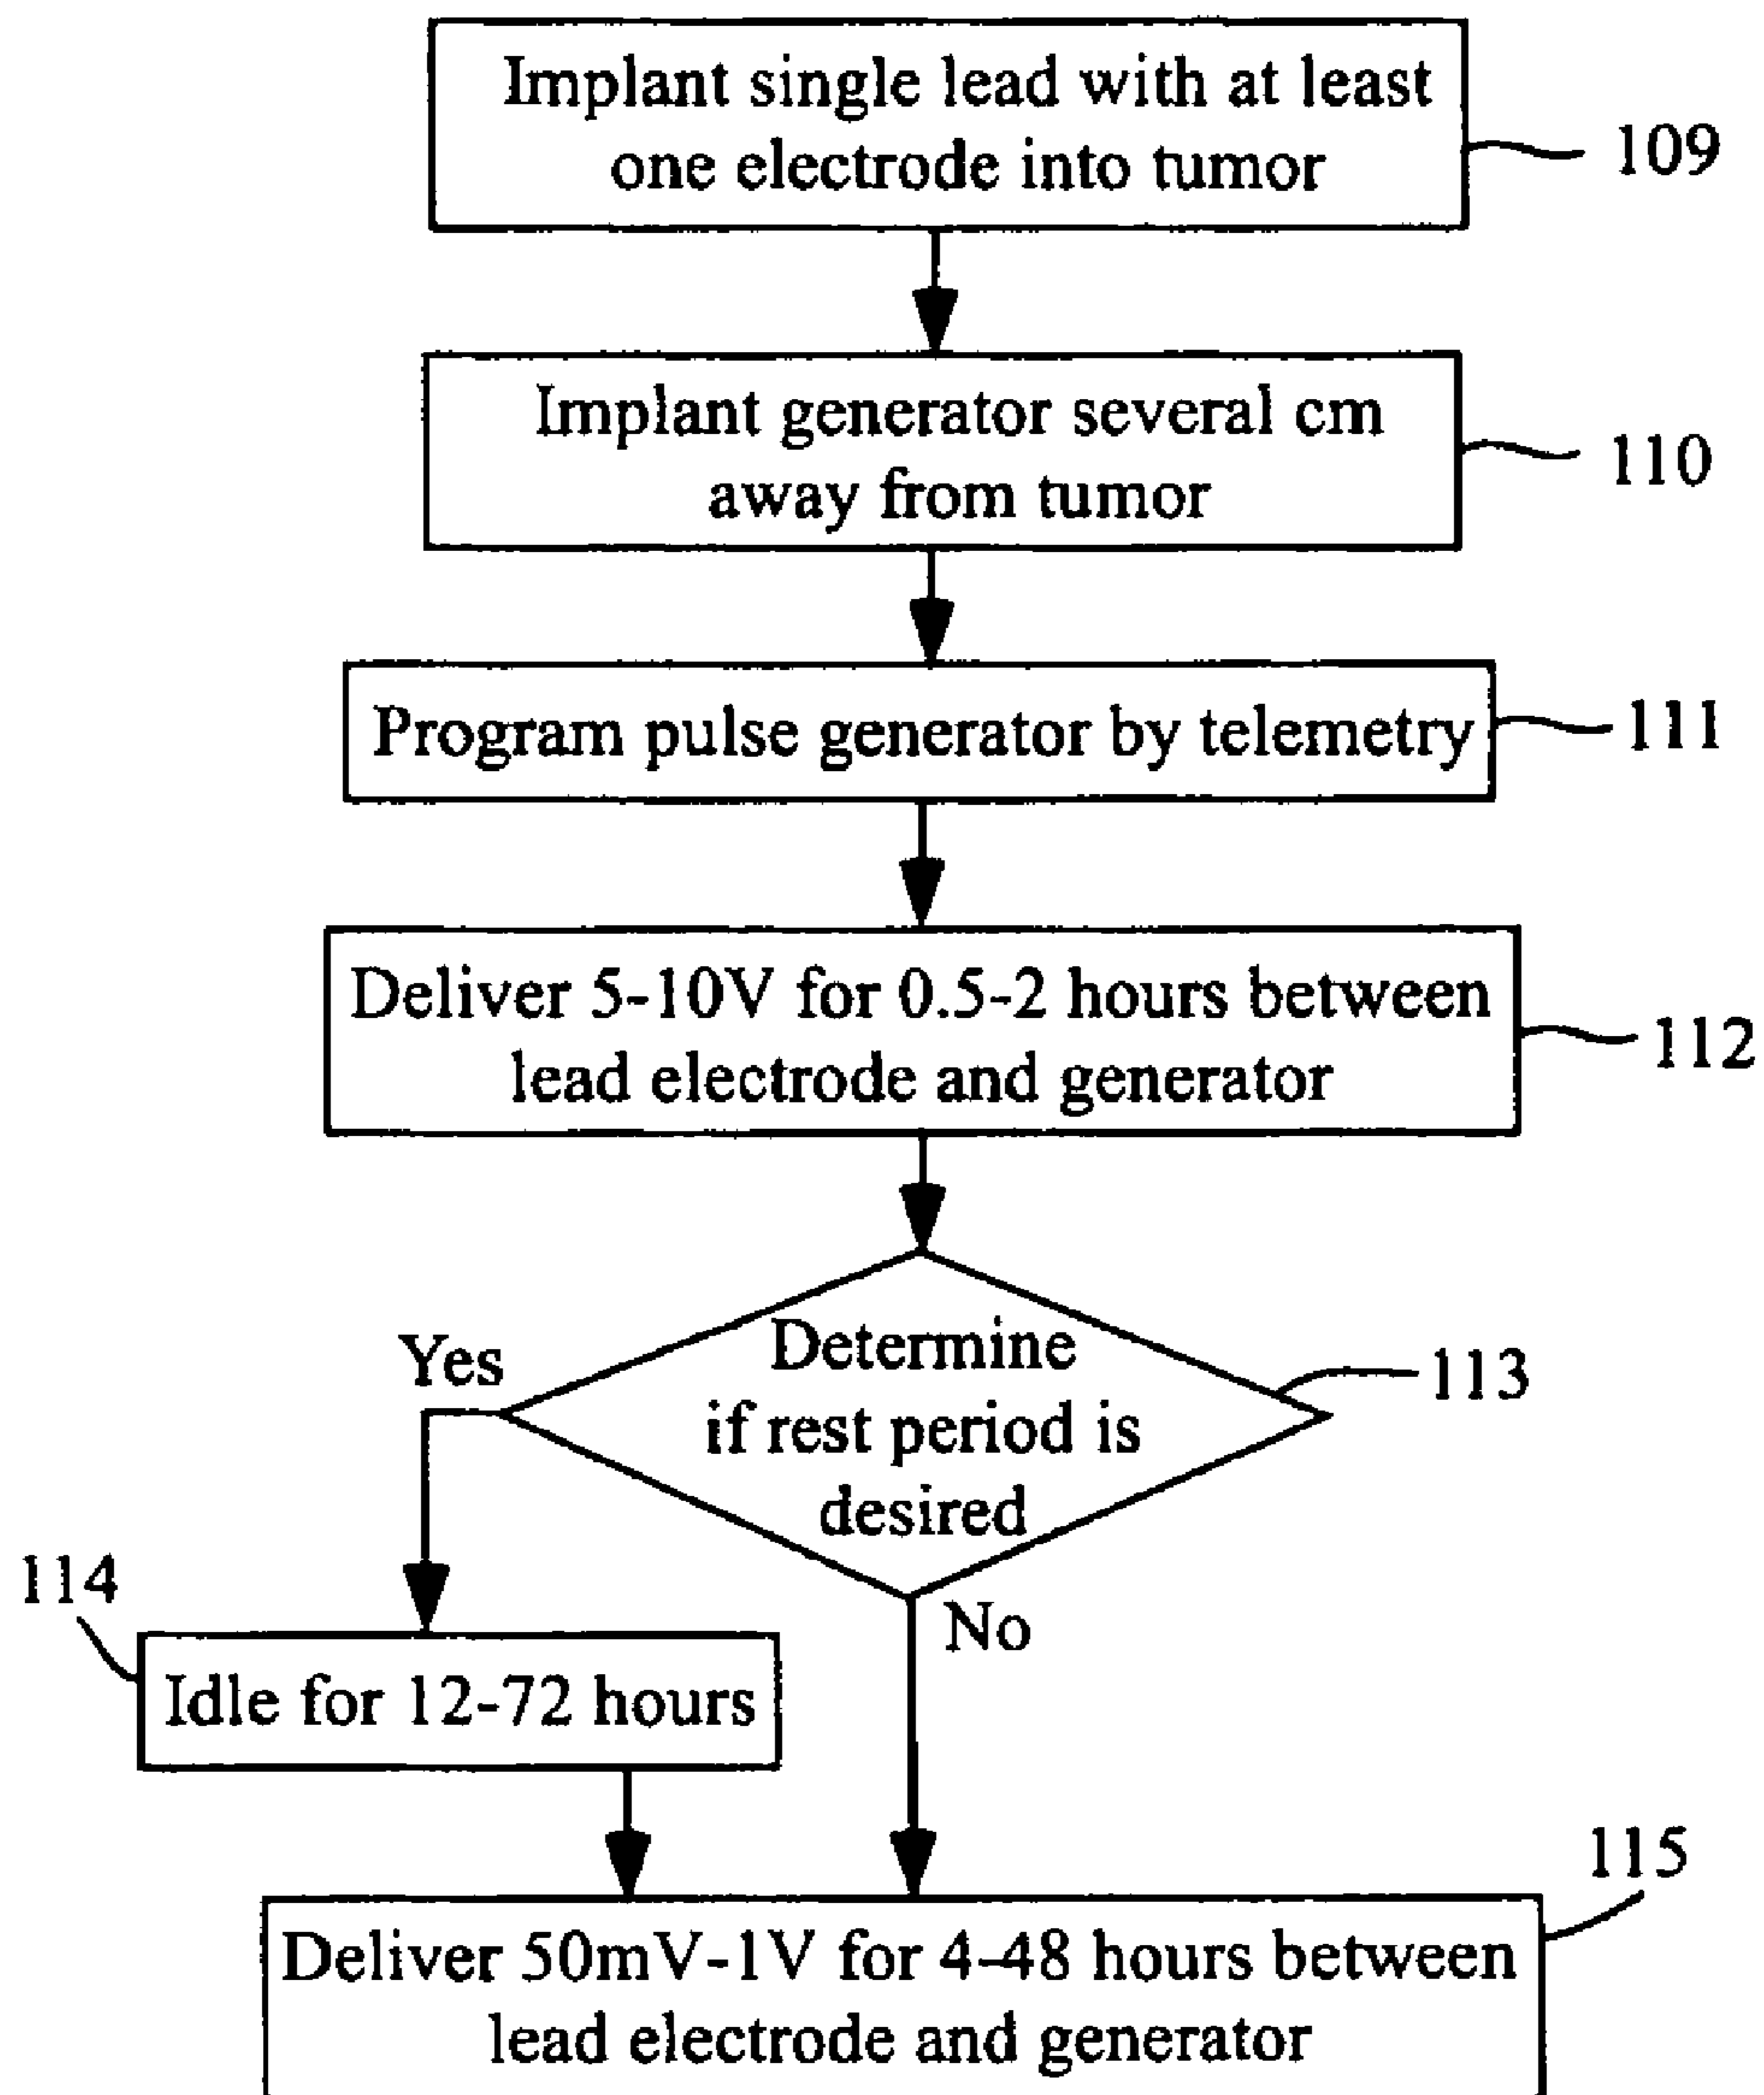 Implant single lead with at least
one electrode into tumor
109
Implant generator several cm
away from tumor
110
Program pulse generator by telemetry
111
Deliver 5-10V for 0.5-2 hours between
lead electrode and generator
112
Determine
if rest period is
desired
113
Yes
No
114
Idle for 12-72 hours
115
Deliver 50mV-1V for 4-48 hours between
lead electrode and generator